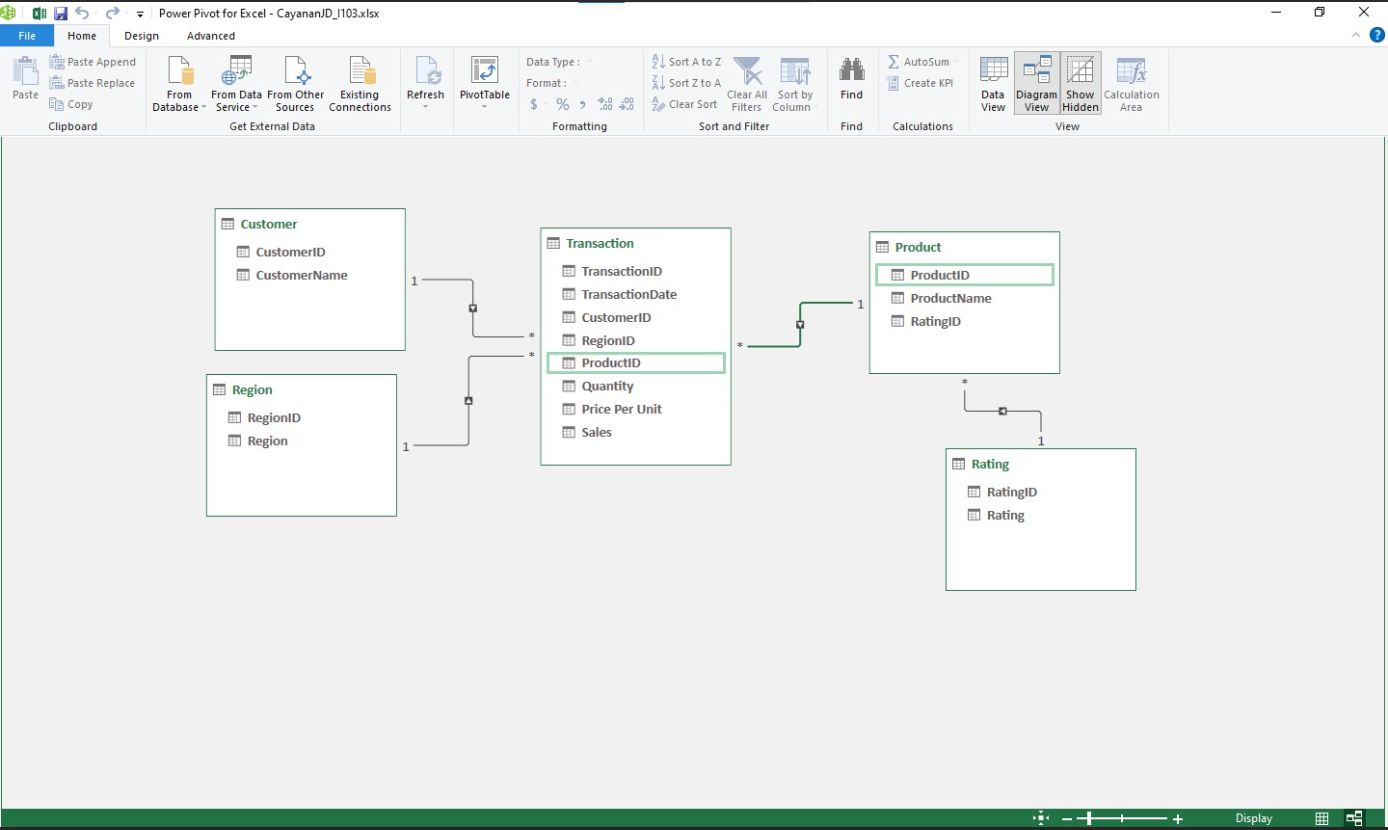 Power Pivot for Excel - CayananJD_I103.xlsx
File Home Design Advanced
Paste
Paste Append
Paste Replace
Copy
Clipboard
From Database
From Data Service
From Other Sources
Existing Connections
Get External Data
Refresh
PivotTable
Data Type :
Format :
$ % ,
Formatting
Sort A to Z
Sort Z to A
Clear Sort
Clear All Filters
Sort by Column
Sort and Filter
Find
Find
AutoSum
Create KPI
Calculations
Data View
Diagram View
Show Hidden
Calculation Area
View
Customer
CustomerID
CustomerName
1
*
Region
RegionID
Region
1
*
Transaction
TransactionID
TransactionDate
CustomerID
RegionID
ProductID
Quantity
Price Per Unit
Sales
*
1
Product
ProductID
ProductName
RatingID
*
1
Rating
RatingID
Rating
Display